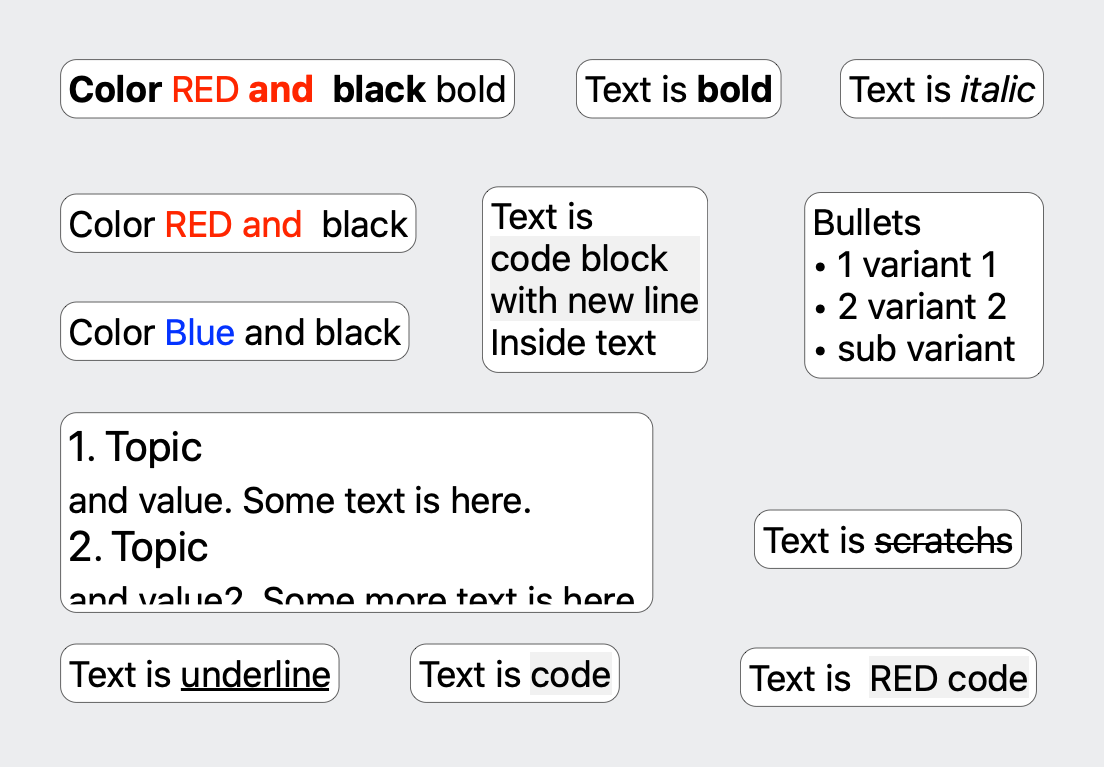 Color RED and black bold
Text is bold
Text is italic
Color RED and black
Text is
code block
with new line
Inside text
Bullets
• 1 variant 1
• 2 variant 2
• sub variant
Color Blue and black
1. Topic
and value. Some text is here.
2. Topic
and value2. Some more text is here
Text is scratchs
Text is underline
Text is code
Text is RED code